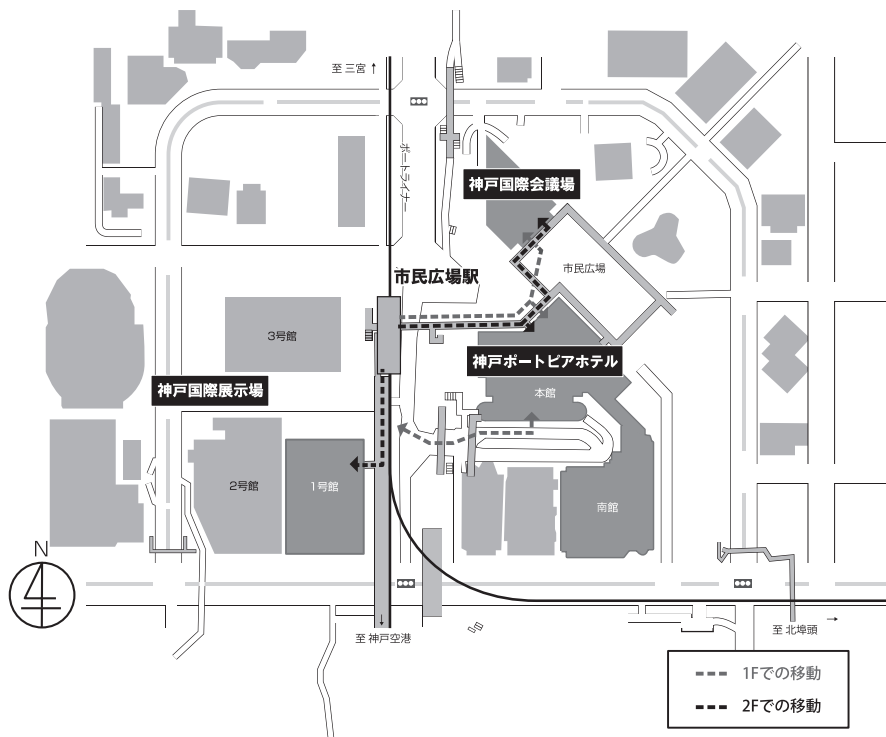 至 三宮 ↑
ポートライナー
神戸国際会議場
市民広場
市民広場駅
3号館
神戸ポートピアホテル
神戸国際展示場
本館
2号館
1号館
南館
N
至 神戸空港
↓
至 北埠頭 →
1Fでの移動
2Fでの移動